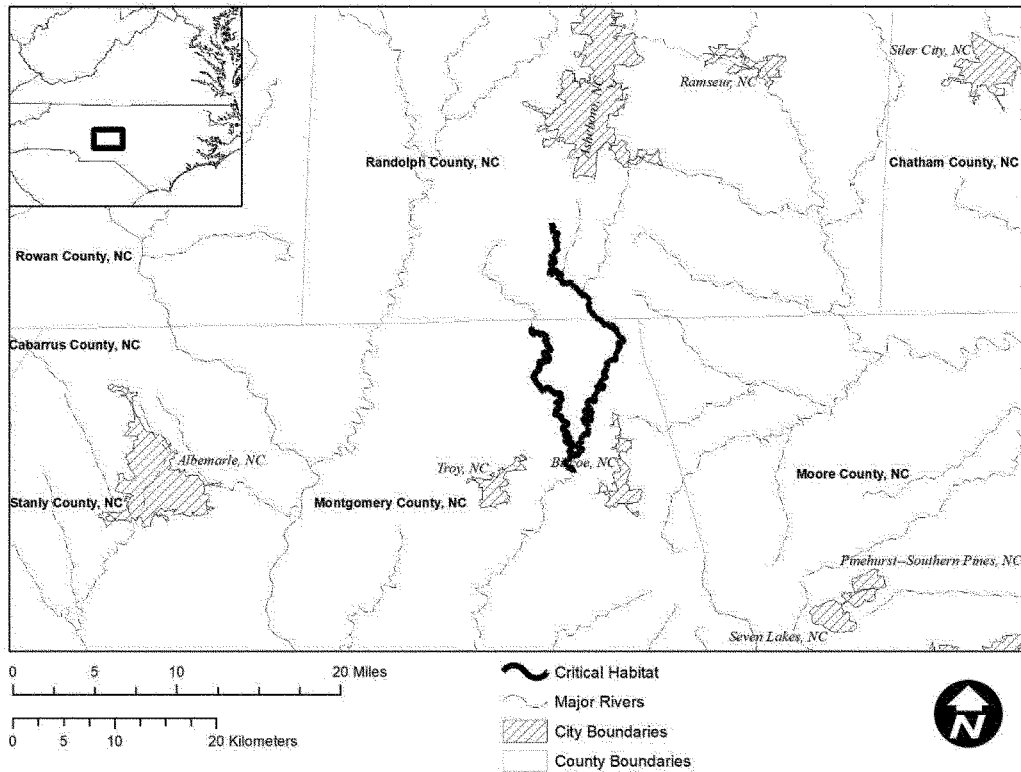 Siler City, NC
Ramseur, NC
Asheboro, NC
Randolph County, NC
Chatham County, NC
Rowan County, NC
Cabarrus County, NC
Albemarle, NC
Troy, NC
Biscoe, NC
Moore County, NC
Stanly County, NC
Montgomery County, NC
Pinehurst--Southern Pines, NC
Seven Lakes, NC
0 5 10 20 Miles
0 5 10 20 Kilometers
Critical Habitat
Major Rivers
City Boundaries
County Boundaries
N